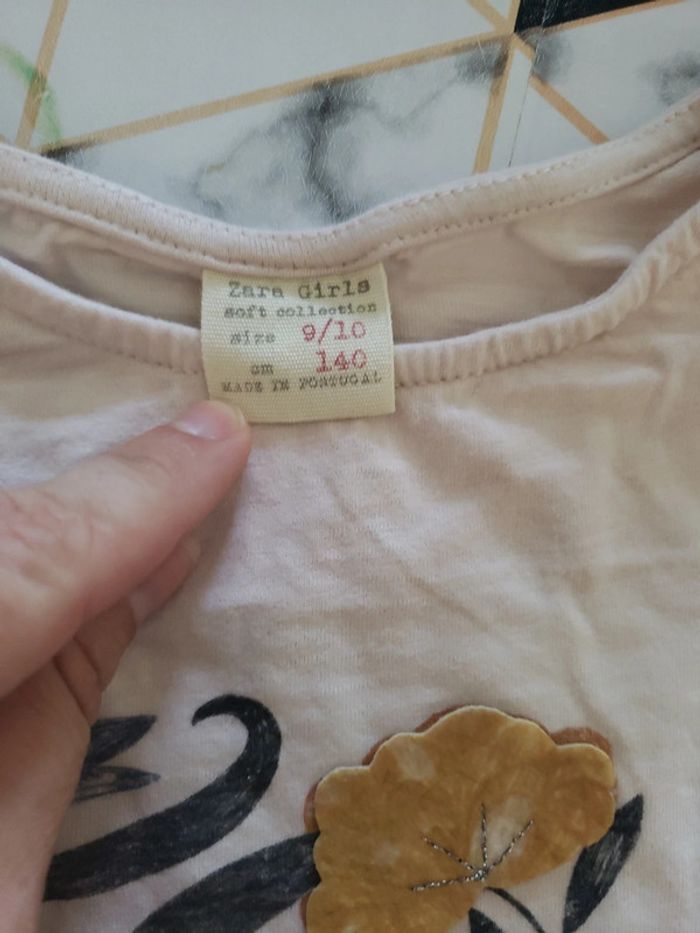 Zara Girls
soft collection
size 9/10
cm 140
MADE IN PORTUGAL